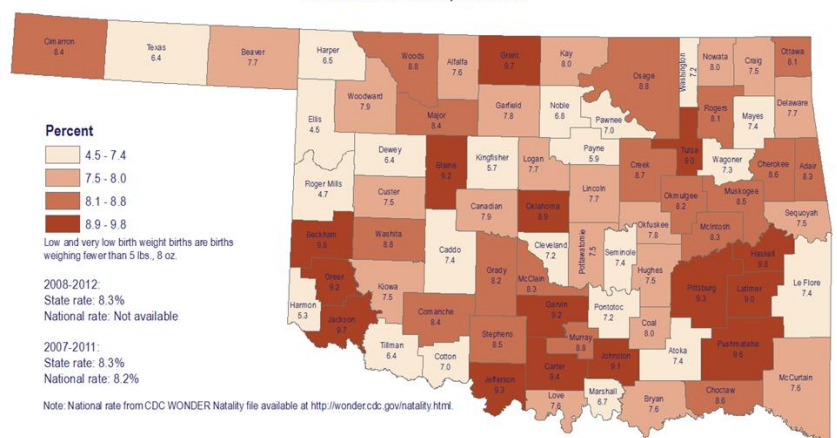 Cimarron
8.4
Texas
6.4
Beaver
7.7
Harper
6.5
Woods
8.8
Alfalfa
7.6
Grant
9.7
Kay
8.0
Osage
8.8
Washington
7.2
Nowata
8.0
Craig
7.5
Ottawa
8.1
Woodward
7.9
Ellis
4.5
Major
8.4
Garfield
7.8
Noble
6.8
Pawnee
7.0
Rogers
8.1
Mayes
7.4
Delaware
7.7
Percent
4.5 - 7.4
7.5 - 8.0
8.1 - 8.8
8.9 - 9.8
Low and very low birth weight births are births
weighing fewer than 5 lbs., 8 oz.
2008-2012:
State rate: 8.3%
National rate: Not available
2007-2011:
State rate: 8.3%
National rate: 8.2%
Note: National rate from CDC WONDER Natality file available at http://wonder.cdc.gov/natality.html.
Dewey
6.4
Blaine
9.2
Kingfisher
5.7
Logan
7.7
Payne
5.9
Creek
8.7
Tulsa
9.0
Wagoner
7.3
Cherokee
8.6
Adair
8.3
Roger Mills
4.7
Custer
7.5
Canadian
7.9
Oklahoma
8.9
Lincoln
7.7
Okmulgee
8.2
Muskogee
8.5
Okfuskee
7.8
McIntosh
8.3
Sequoyah
7.5
Beckham
9.8
Washita
8.8
Caddo
7.4
Grady
8.2
McClain
8.3
Cleveland
7.2
Pottawatomie
7.5
Seminole
7.4
Hughes
7.5
Pittsburg
9.3
Haskell
9.8
Latimer
9.0
Le Flore
7.4
Greer
9.2
Kiowa
7.5
Harmon
5.3
Jackson
9.7
Comanche
8.4
Stephens
8.5
Garvin
9.2
Pontotoc
7.2
Coal
8.0
Murray
8.8
Tillman
6.4
Cotton
7.0
Jefferson
9.3
Carter
9.4
Johnston
9.1
Atoka
7.4
Pushmataha
9.6
McCurtain
7.6
Love
7.6
Marshall
6.7
Bryan
7.6
Choctaw
8.6